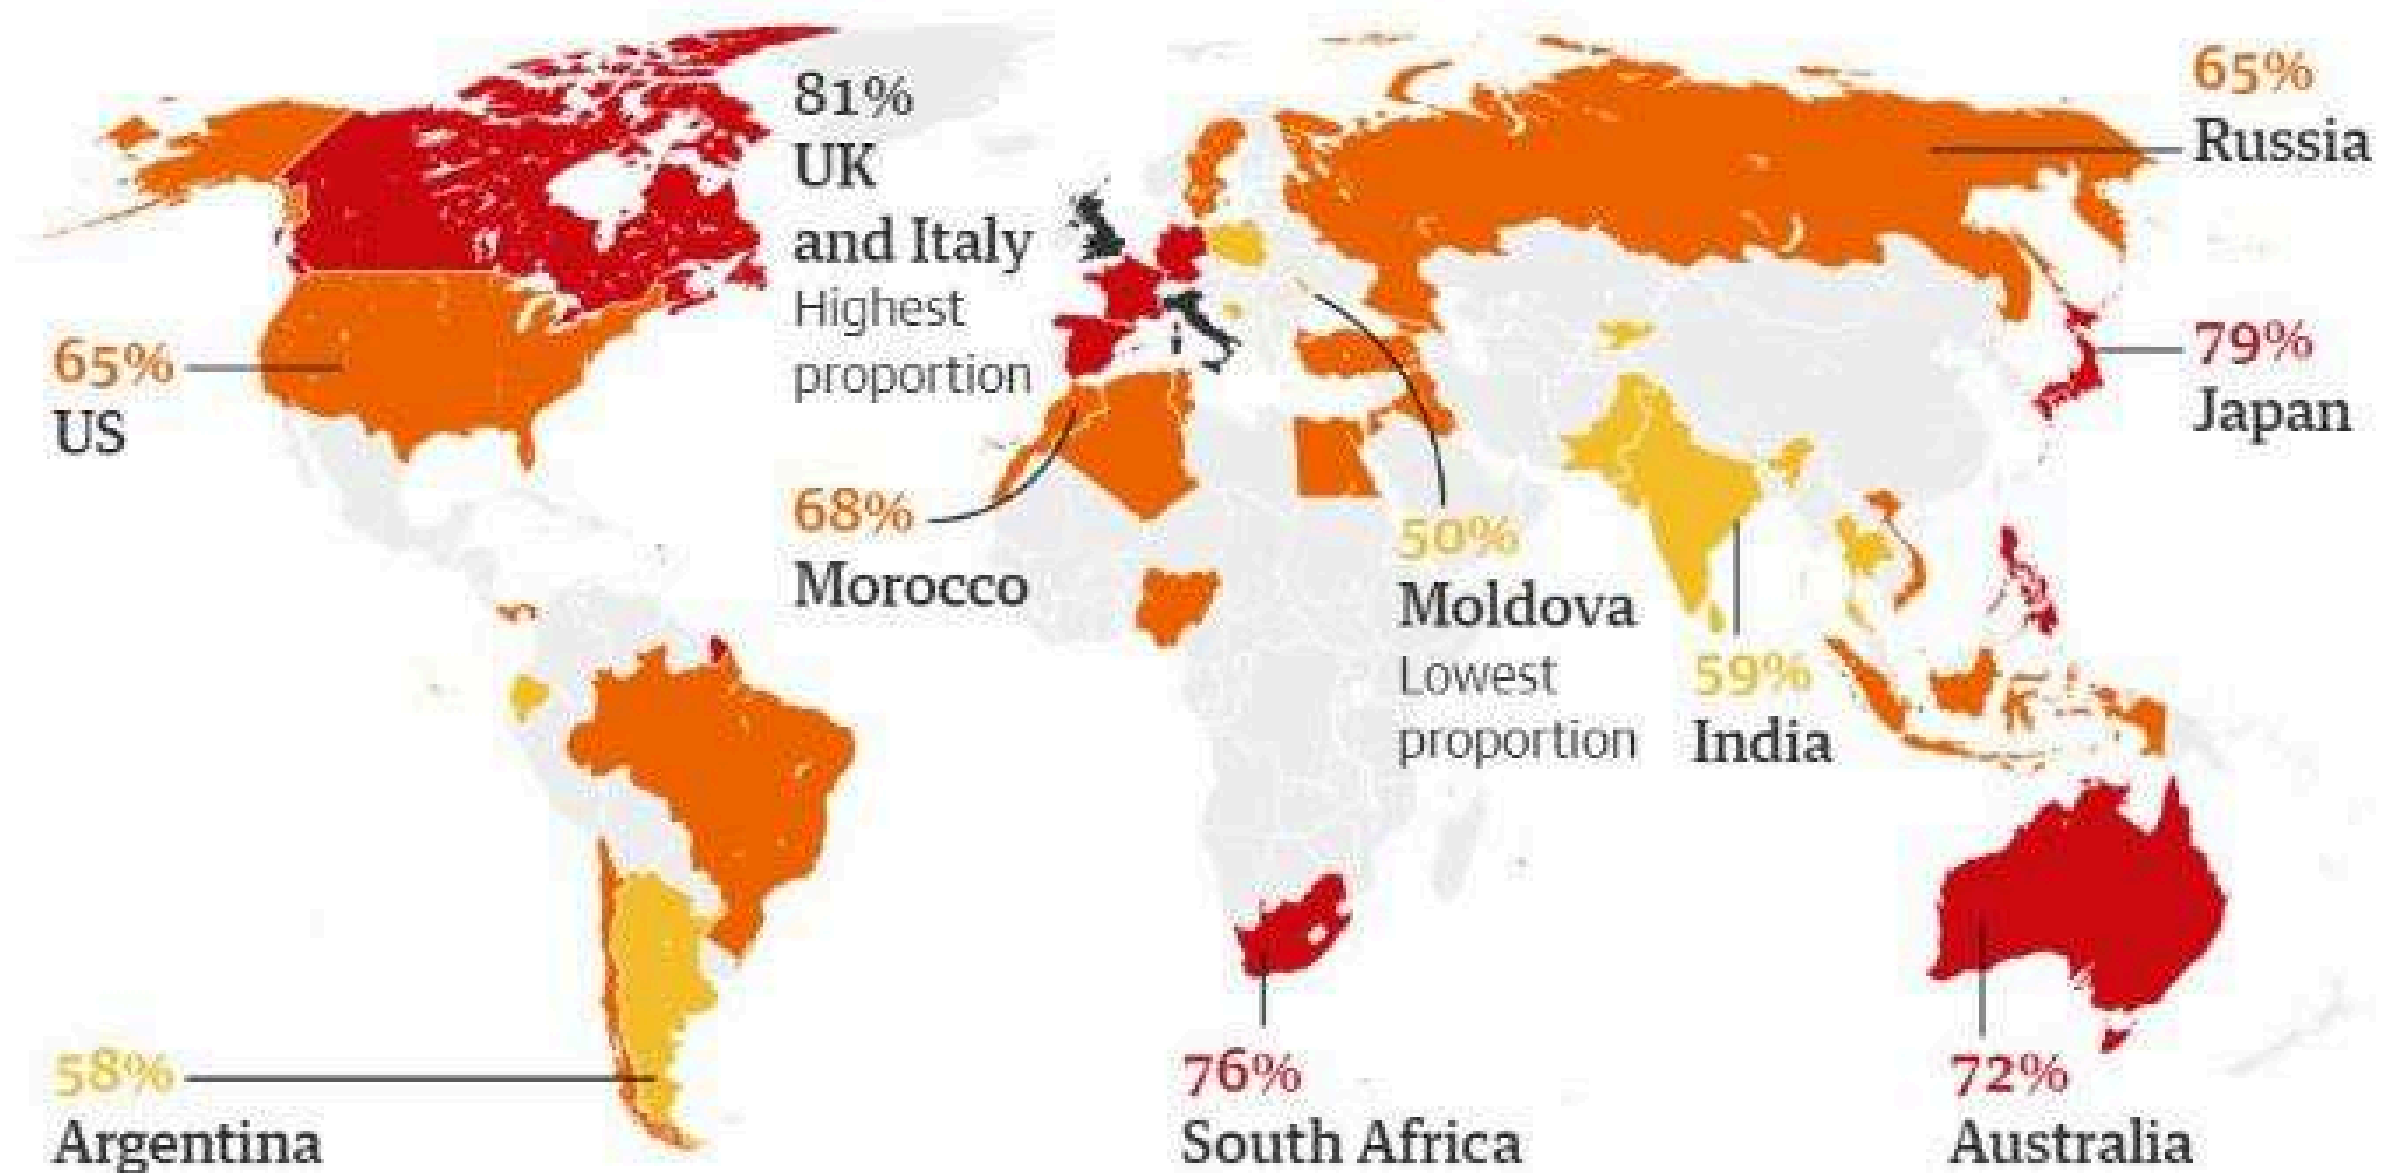 81%
UK
and Italy
Highest
proportion
65%
Russia
65%
US
79%
Japan
68%
Morocco
50%
Moldova
Lowest
proportion
59%
India
58%
Argentina
76%
South Africa
72%
Australia